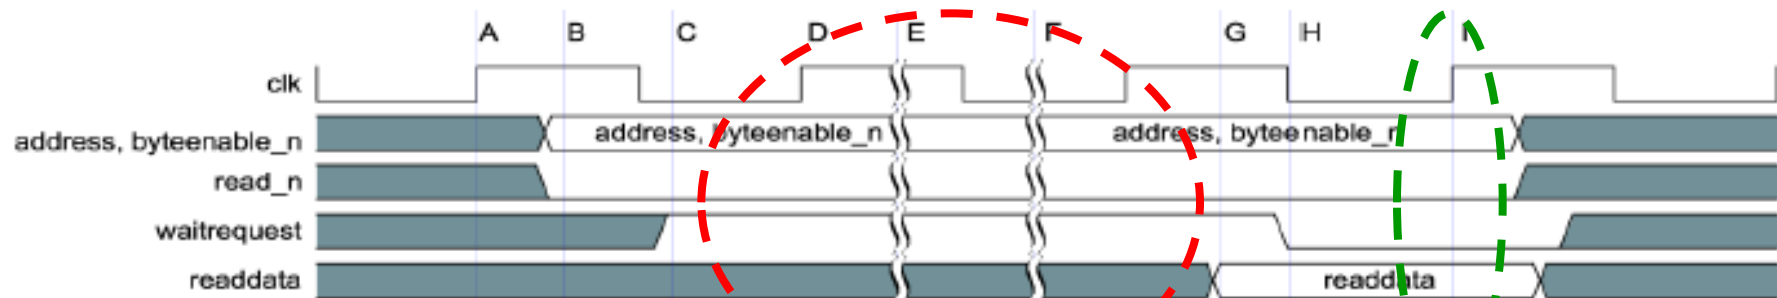 A B C D E F G H I
clk
address, byteenable_n address, byteenable_n address, byteenable_n
read_n
waitrequest
readdata readdata